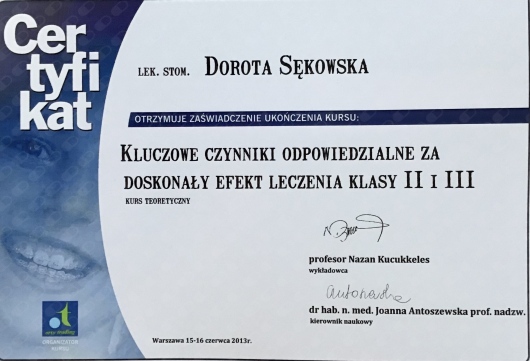 Cer
tyfi
kat
LEK. STOM. DOROTA SĘKOWSKA
OTRZYMUJE ZAŚWIADCZENIE UKOŃCZENIA KURSU:
KLUCZOWE CZYNNIKI ODPOWIEDZIALNE ZA
DOSKONAŁY EFEKT LECZENIA KLASY II I III
KURS TEORETYCZNY
profesor Nazan Kucukkeles
wykładowca
dr hab. n. med. Joanna Antoszewska prof. nadzw.
kierownik naukowy
ORGANIZATOR
KURSU
Warszawa 15-16 czerwca 2013r.